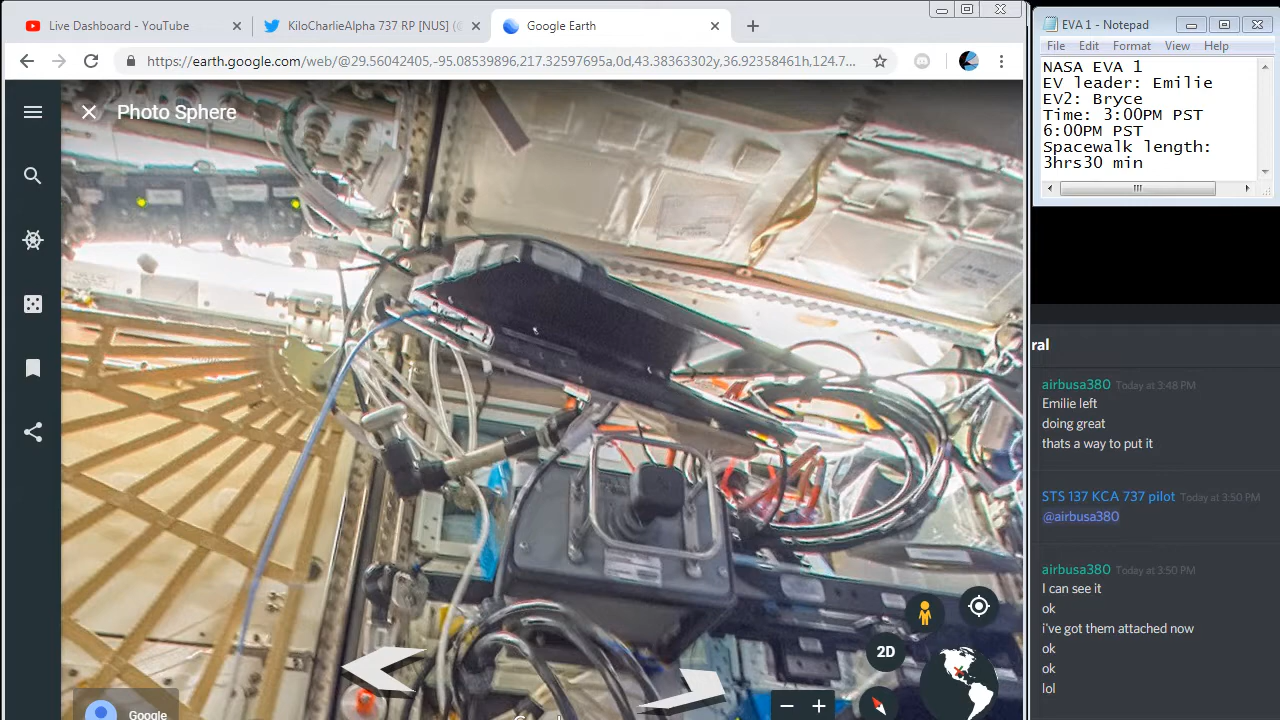 Live Dashboard - YouTube
KiloCharlieAlpha 737 RP [NUS] (@
Google Earth
https://earth.google.com/web/@29.56042405,-95.08539896,217.32597695a,0d,43.38363302y,36.92358461h,124.7...
Photo Sphere
2D
Google
EVA 1 - Notepad
File Edit Format View Help
NASA EVA 1
EV leader: Emilie
EV2: Bryce
Time: 3:00PM PST
6:00PM PST
Spacewalk length:
3hrs30 min
ral
airbusa380 Today at 3:48 PM
Emilie left
doing great
thats a way to put it
STS 137 KCA 737 pilot Today at 3:50 PM
@airbusa380
airbusa380 Today at 3:50 PM
I can see it
ok
i've got them attached now
ok
ok
lol